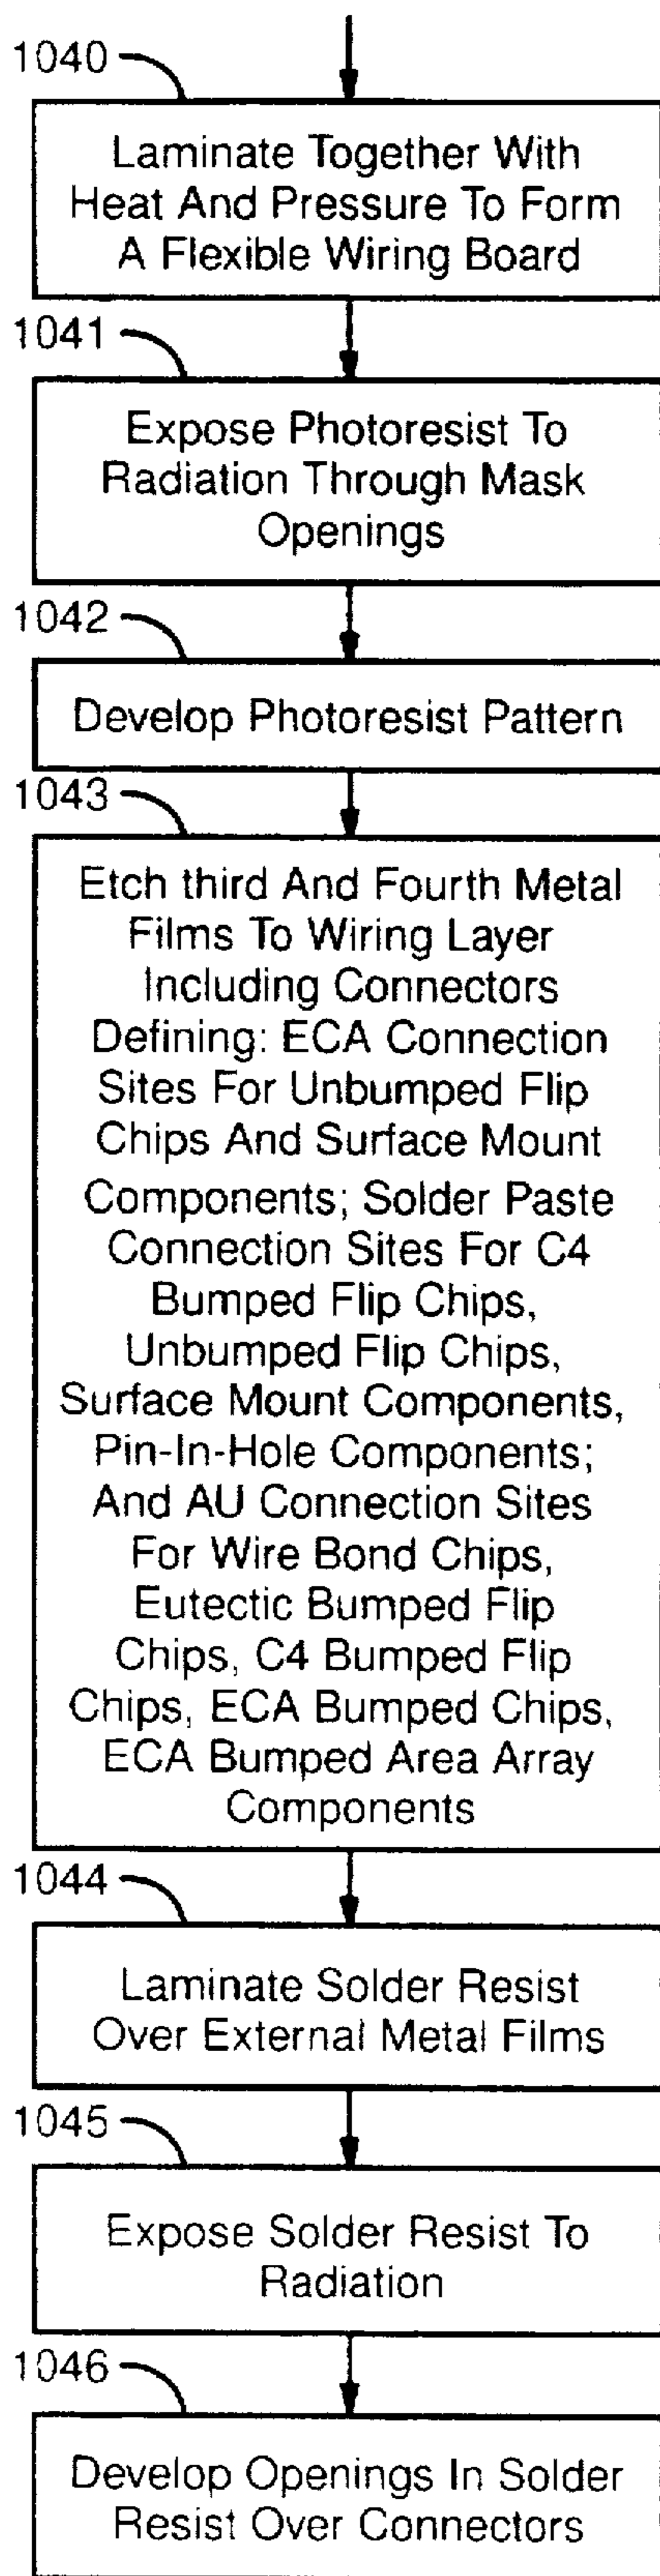 1040
Laminate Together With
Heat And Pressure To Form
A Flexible Wiring Board
1041
Expose Photoresist To
Radiation Through Mask
Openings
1042
Develop Photoresist Pattern
1043
Etch third And Fourth Metal
Films To Wiring Layer
Including Connectors
Defining: ECA Connection
Sites For Unbumped Flip
Chips And Surface Mount
Components; Solder Paste
Connection Sites For C4
Bumped Flip Chips,
Unbumped Flip Chips,
Surface Mount Components,
Pin-In-Hole Components;
And AU Connection Sites
For Wire Bond Chips,
Eutectic Bumped Flip
Chips, C4 Bumped Flip
Chips, ECA Bumped Chips,
ECA Bumped Area Array
Components
1044
Laminate Solder Resist
Over External Metal Films
1045
Expose Solder Resist To
Radiation
1046
Develop Openings In Solder
Resist Over Connectors